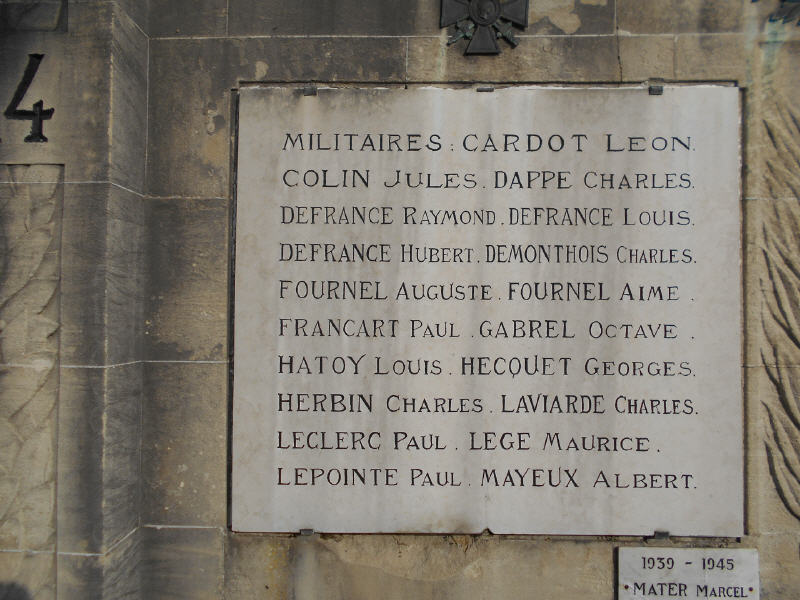 4
MILITAIRES : CARDOT LEON.
COLIN JULES. DAPPE CHARLES.
DEFRANCE RAYMOND. DEFRANCE LOUIS.
DEFRANCE HUBERT. DEMONTHOIS CHARLES.
FOURNEL AUGUSTE. FOURNEL AIME.
FRANCART PAUL. GABREL OCTAVE.
HATOY LOUIS. HECQUET GEORGES.
HERBIN CHARLES. LAVIARDE CHARLES.
LECLERC PAUL. LEGE MAURICE.
LEPOINTE PAUL. MAYEUX ALBERT.
1939 - 1945
• MATER MARCEL •